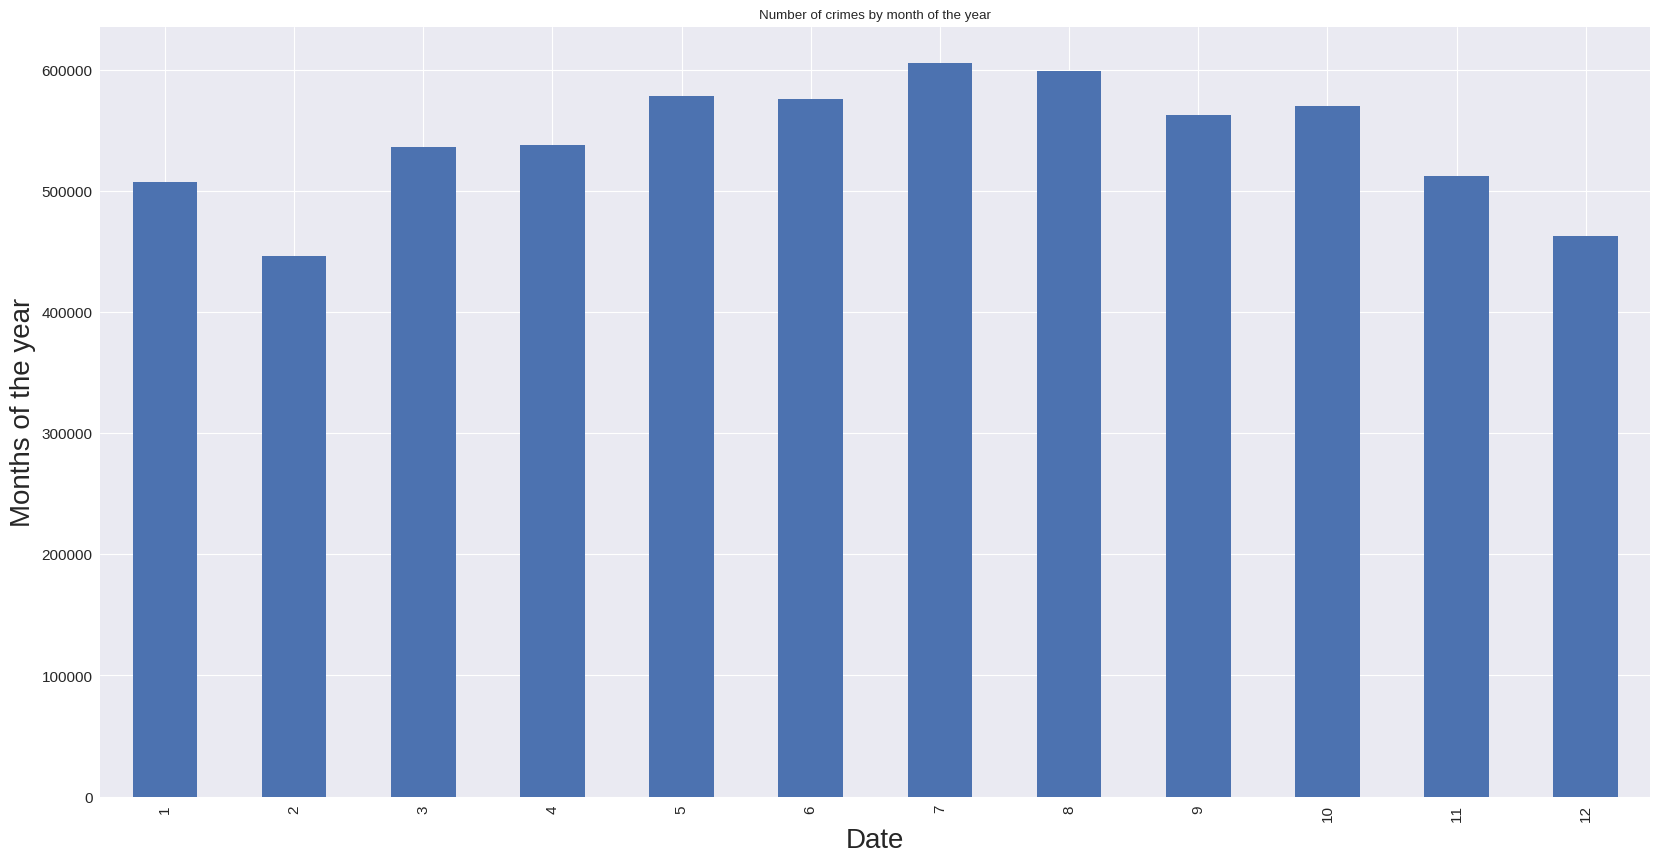 Number of crimes by month of the year
600000
500000
400000
300000
200000
100000
0
Months of the year
1 2 3 4 5 6 7 8 9 10 11 12
Date